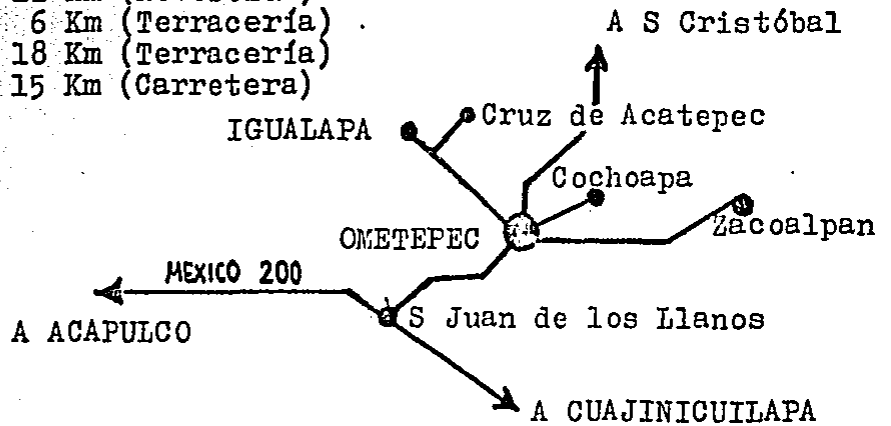 6 Km (Terracería)
18 Km (Terracería)
15 Km (Carretera)
A S Cristóbal
IGUALAPA
Cruz de Acatepec
Cochoapa
Zacoalpan
OMETEPEC
MEXICO 200
S Juan de los Llanos
A ACAPULCO
A CUAJINICUILAPA